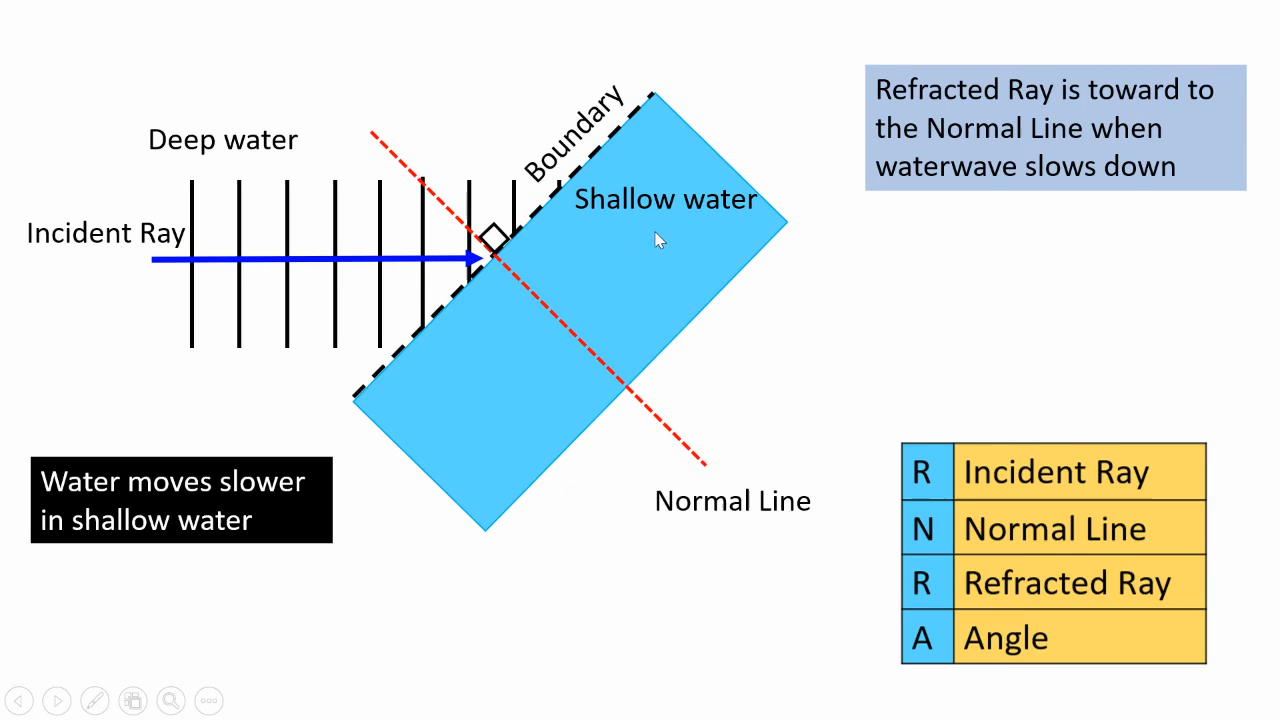 Deep water
Boundary
Shallow water
Incident Ray
Normal Line
Refracted Ray is toward to
the Normal Line when
waterwave slows down
Water moves slower
in shallow water
R Incident Ray
N Normal Line
R Refracted Ray
A Angle